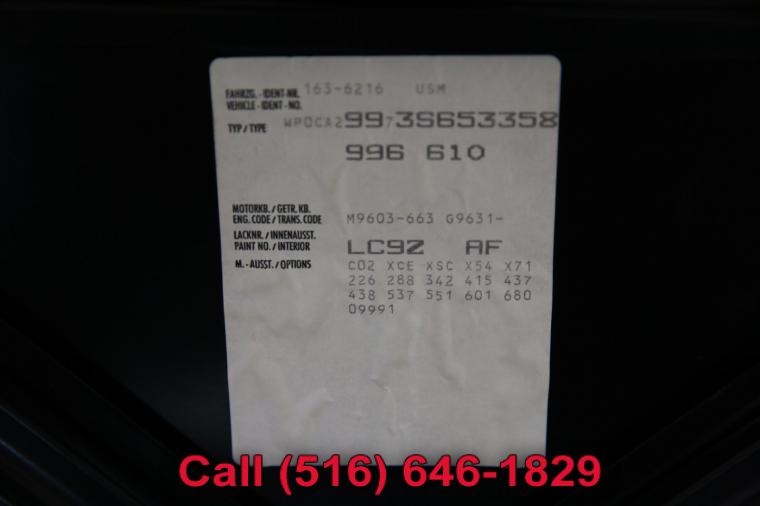 FAHRZG. - IDENT-NR. 163-6216 USM
VEHICLE - IDENT - NO.
TYP / TYPE WP0CA29973S653358
996 610
MOTORKB. / GETR. KB.
ENG. CODE / TRANS. CODE M9603-663 G9631-
LACKNR. / INNENAUSST.
PAINT NO. / INTERIOR LC9Z AF
M. - AUSST. / OPTIONS C02 XCE XSC X54 X71
226 288 342 415 437
438 537 551 601 680
09991
Call (516) 646-1829